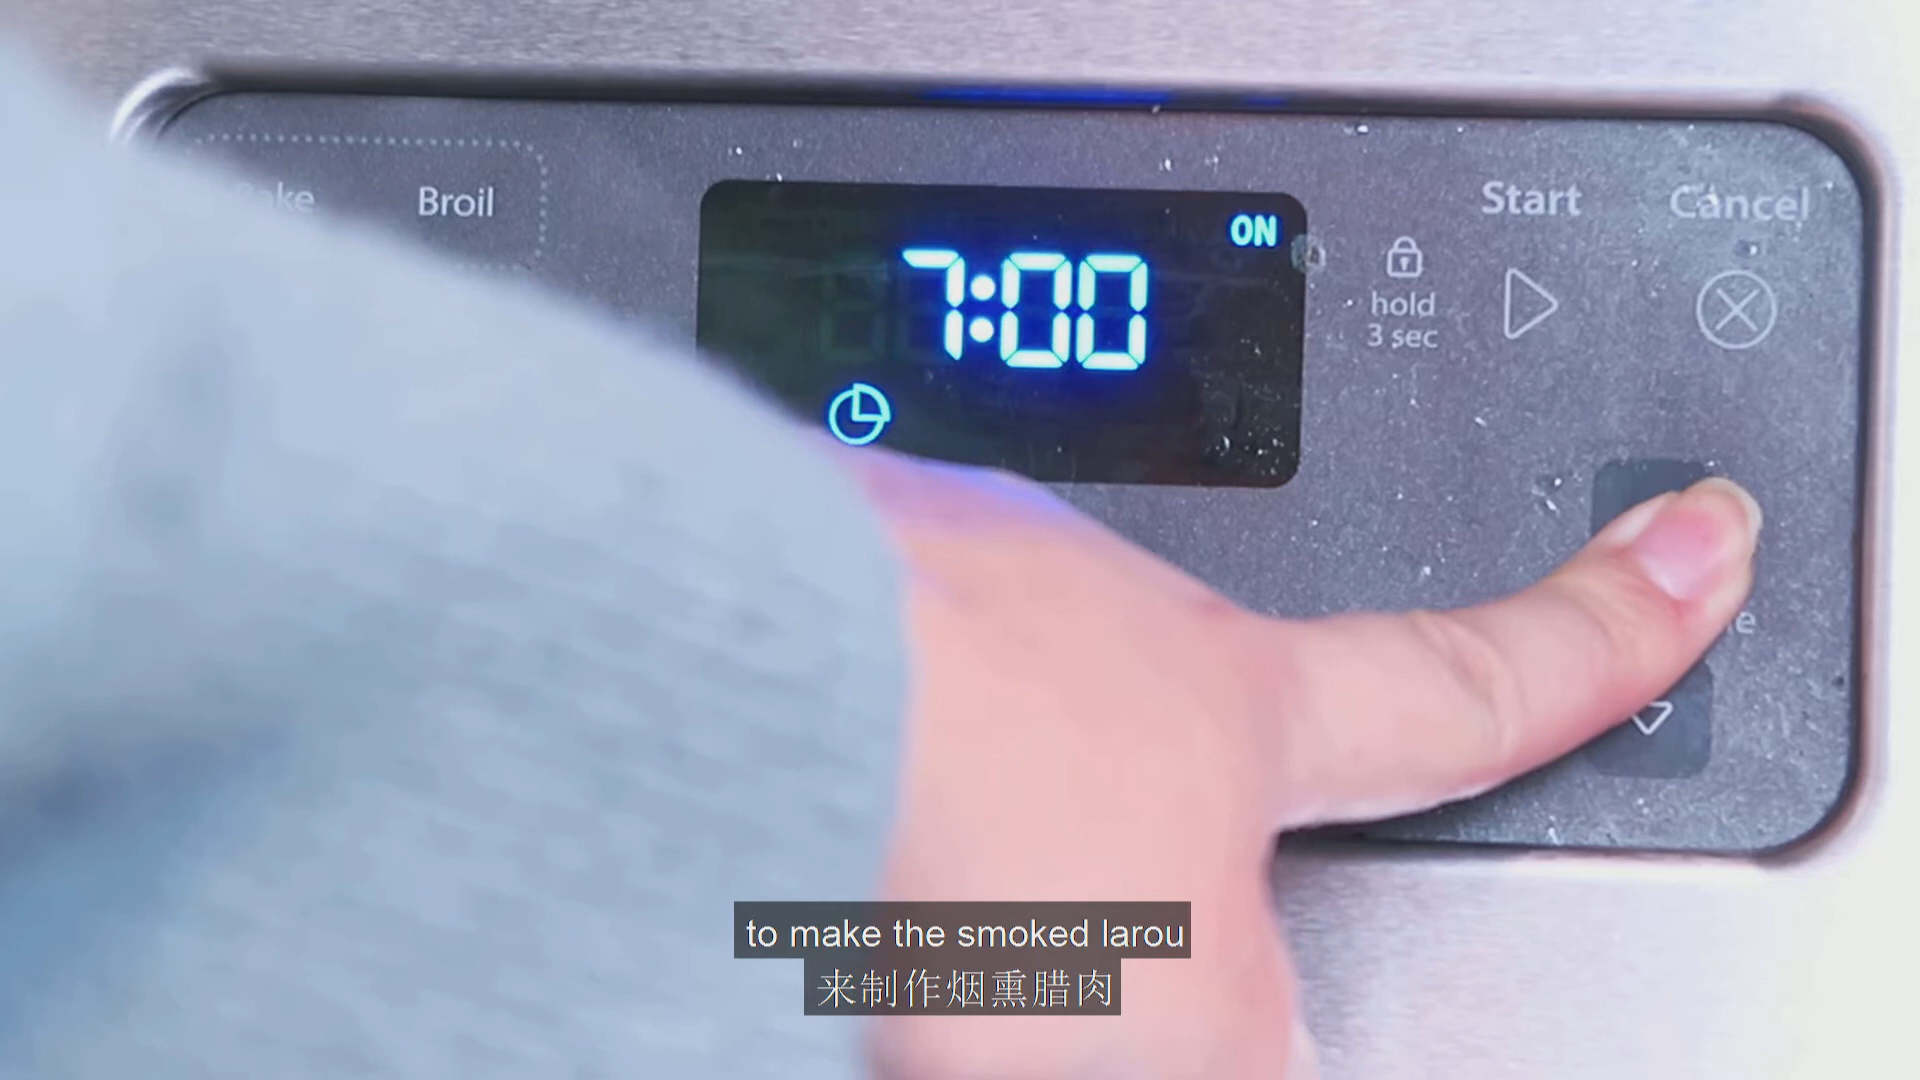 Broil
ON
7:00
Start
Cancel
hold
3 sec
to make the smoked larou
来制作烟熏腊肉